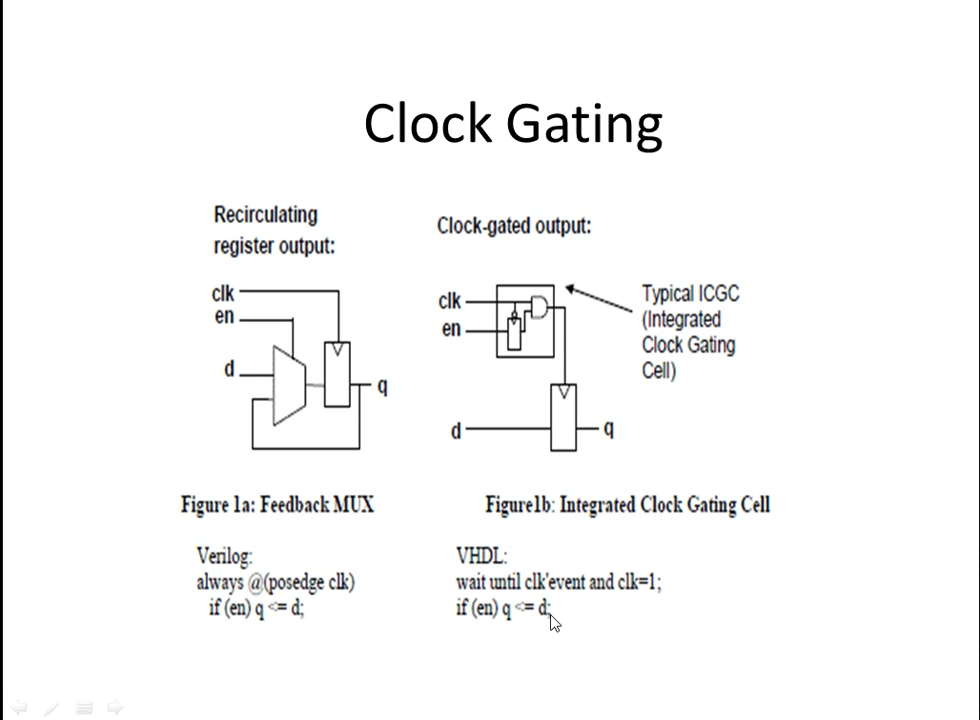 Clock Gating
Recirculating
register output:
clk
en
d
q
Clock-gated output:
clk
en
d
q
Typical ICGC
(Integrated
Clock Gating
Cell)
Figure 1a: Feedback MUX
Figure1b: Integrated Clock Gating Cell
Verilog:
always @(posedge clk)
if (en) q <= d;
VHDL:
wait until clk'event and clk=1;
if (en) q <= d;